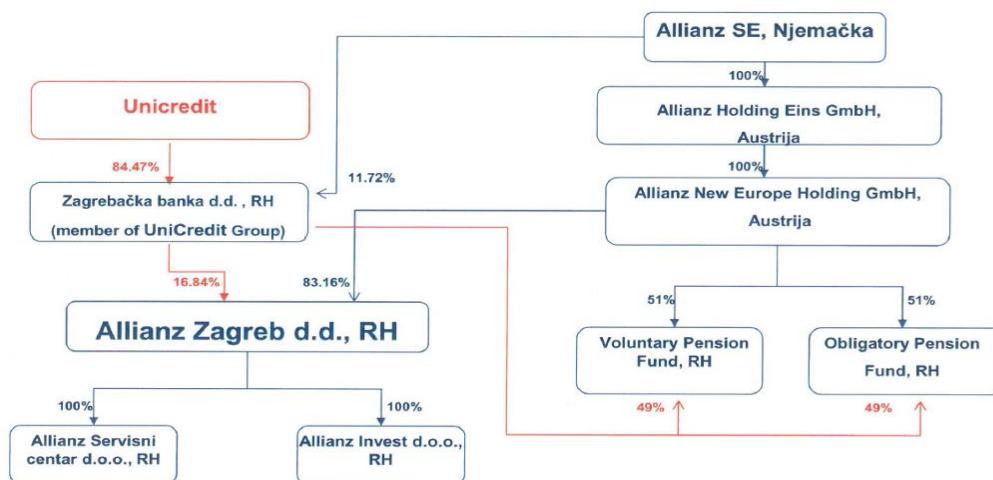 Allianz SE, Njemačka
100%
Unicredit
Allianz Holding Eins GmbH,
Austrija
84.47%
11.72%
100%
Zagrebačka banka d.d. , RH
(member of UniCredit Group)
Allianz New Europe Holding GmbH,
Austrija
16.84%
83.16%
51%
51%
Allianz Zagreb d.d., RH
Voluntary Pension
Fund, RH
Obligatory Pension
Fund, RH
100%
100%
49%
49%
Allianz Servisni
centar d.o.o., RH
Allianz Invest d.o.o.,
RH